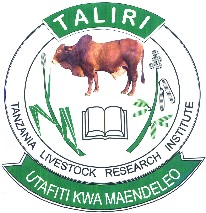 TALIRI
TANZANIA LIVESTOCK RESEARCH INSTITUTE
UTAFITI KWA MAENDELEO